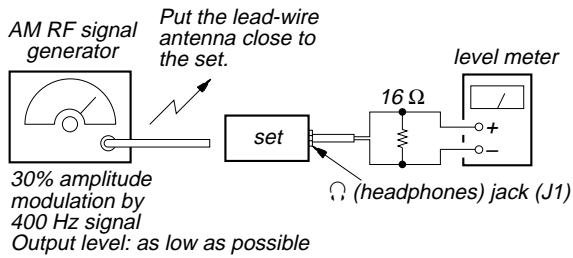 AM RF signal
generator
Put the lead-wire
antenna close to
the set.
level meter
16 Ω
set
+
–
(headphones) jack (J1)
30% amplitude
modulation by
400 Hz signal
Output level: as low as possible